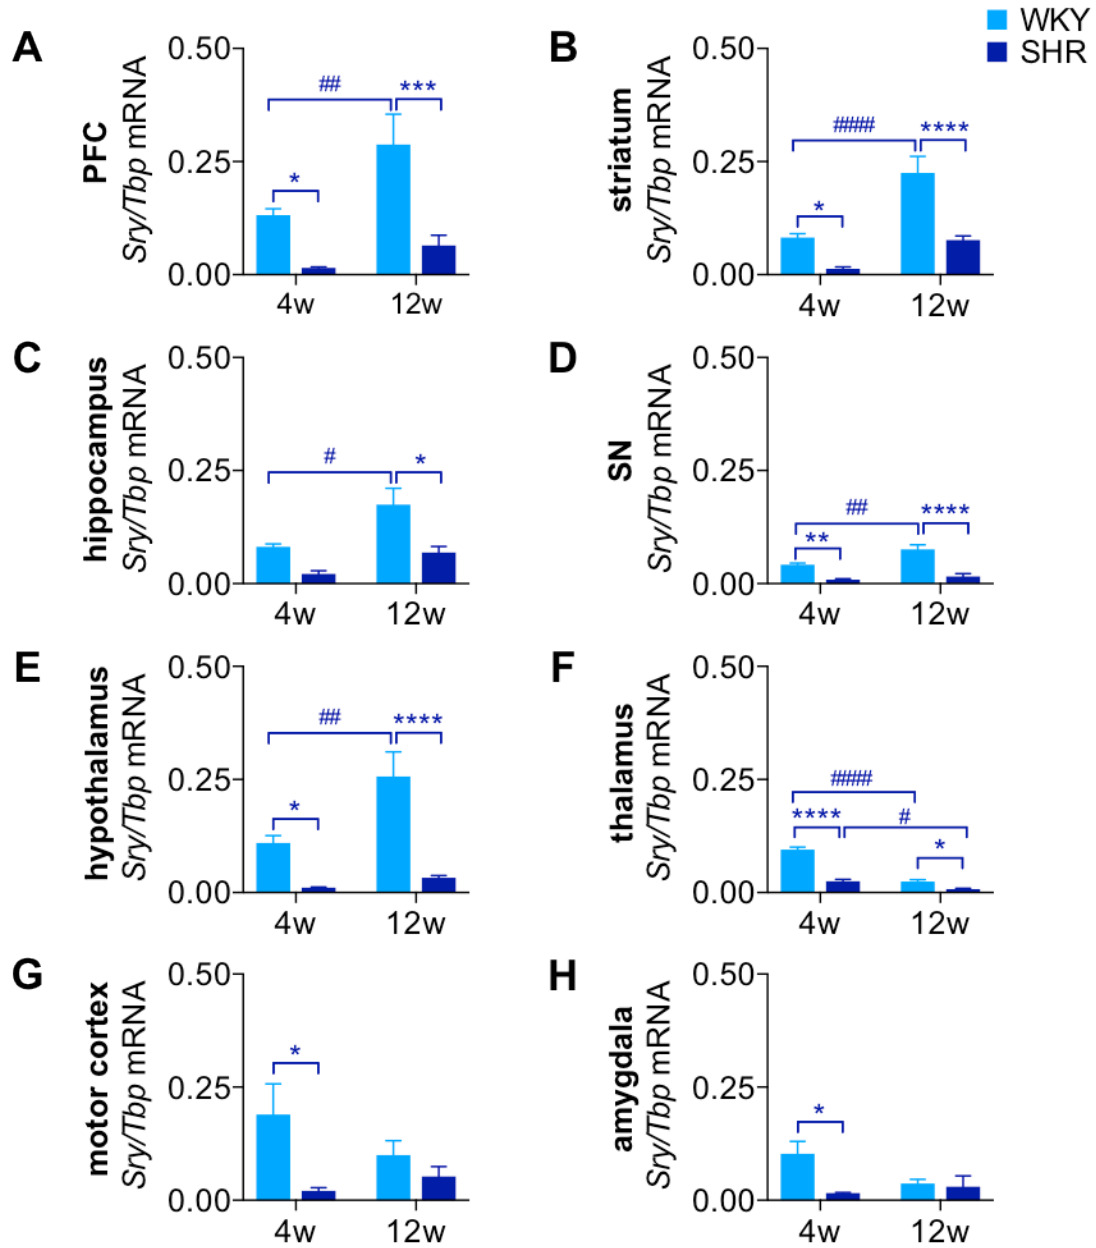 WKY
SHR
A
PFC
Sry/Tbp mRNA
0.50
0.25
0.00
##
***
*
4w
12w
B
striatum
Sry/Tbp mRNA
0.50
0.25
0.00
####
****
*
4w
12w
C
hippocampus
Sry/Tbp mRNA
0.50
0.25
0.00
#
*
4w
12w
D
SN
Sry/Tbp mRNA
0.50
0.25
0.00
##
****
**
4w
12w
E
hypothalamus
Sry/Tbp mRNA
0.50
0.25
0.00
##
****
*
4w
12w
F
thalamus
Sry/Tbp mRNA
0.50
0.25
0.00
####
****
#
*
4w
12w
G
motor cortex
Sry/Tbp mRNA
0.50
0.25
0.00
*
4w
12w
H
amygdala
Sry/Tbp mRNA
0.50
0.25
0.00
*
4w
12w